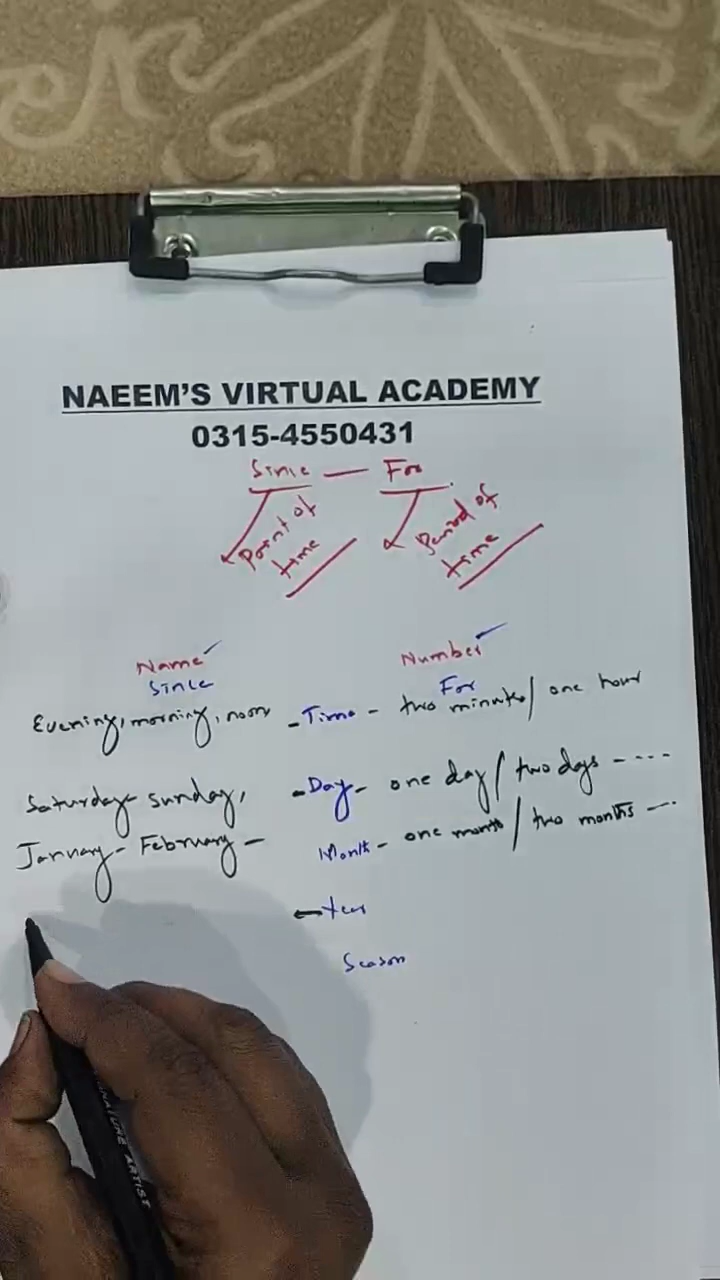 NAEEM'S VIRTUAL ACADEMY
0315-4550431
Since — For
Point of time
Period of time
Name Number
Since For
Evening, morning, noon - Time - two minutes / one hour
Saturday - sunday, - Day - one day / two days - ....
January - February - Month - one month / two months - ...
Year
Season
SIGNATURE ARTIST